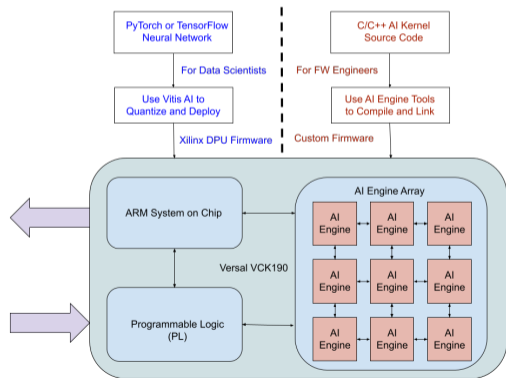 PyTorch or TensorFlow
Neural Network
C/C++ AI Kernel
Source Code
For Data Scientists
For FW Engineers
Use Vitis AI to
Quantize and Deploy
Use AI Engine Tools
to Compile and Link
Xilinx DPU Firmware
Custom Firmware
ARM System on Chip
AI Engine Array
AI
Engine
AI
Engine
AI
Engine
Versal VCK190
AI
Engine
AI
Engine
AI
Engine
Programmable Logic
(PL)
AI
Engine
AI
Engine
AI
Engine